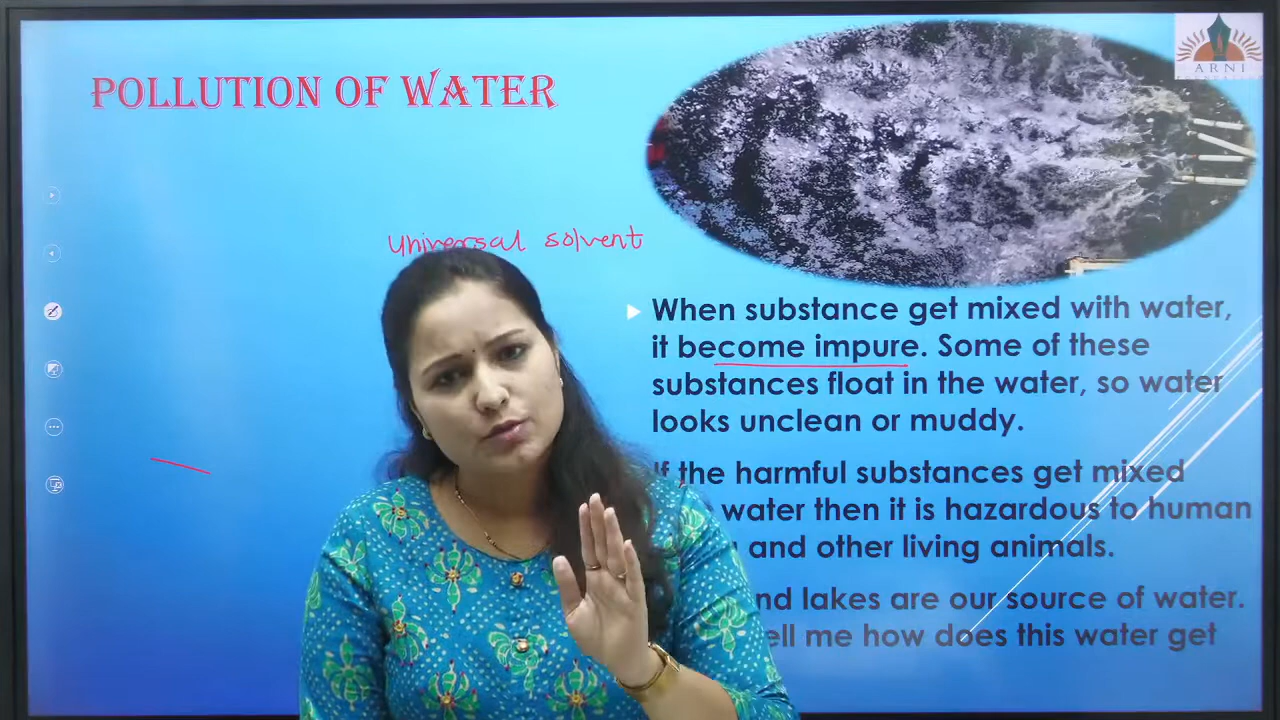 POLLUTION OF WATER
ARNI
universal solvent
When substance get mixed with water,
it become impure. Some of these
substances float in the water, so water
looks unclean or muddy.
If the harmful substances get mixed
water then it is hazardous to human
and other living animals.
nd lakes are our source of water.
ell me how does this water get